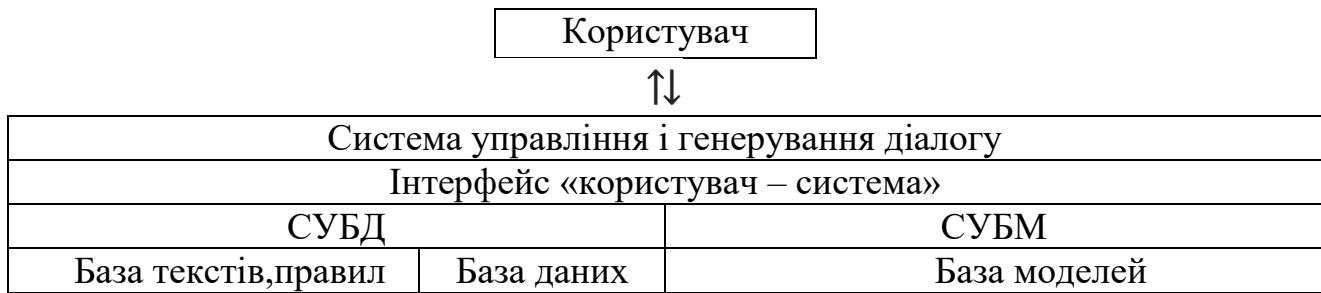 Користувач
⇅
Система управління і генерування діалогу
Інтерфейс «користувач – система»
СУБД СУБМ
База текстів,правил База даних База моделей